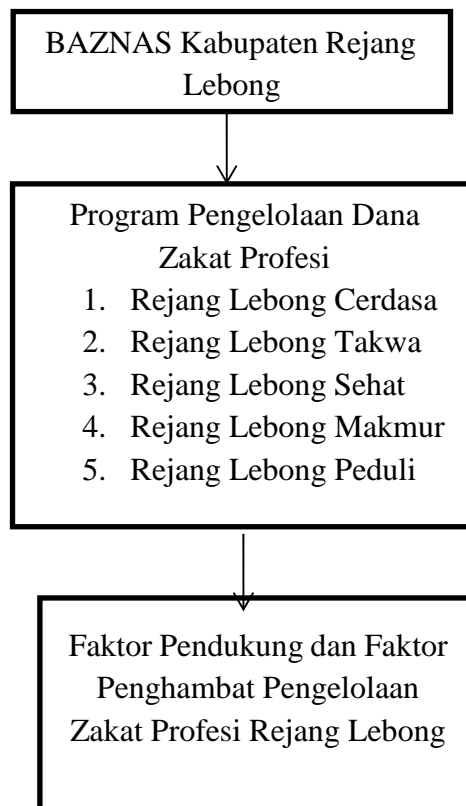 BAZNAS Kabupaten Rejang
Lebong
Program Pengelolaan Dana
Zakat Profesi
1. Rejang Lebong Cerdasa
2. Rejang Lebong Takwa
3. Rejang Lebong Sehat
4. Rejang Lebong Makmur
5. Rejang Lebong Peduli
Faktor Pendukung dan Faktor
Penghambat Pengelolaan
Zakat Profesi Rejang Lebong